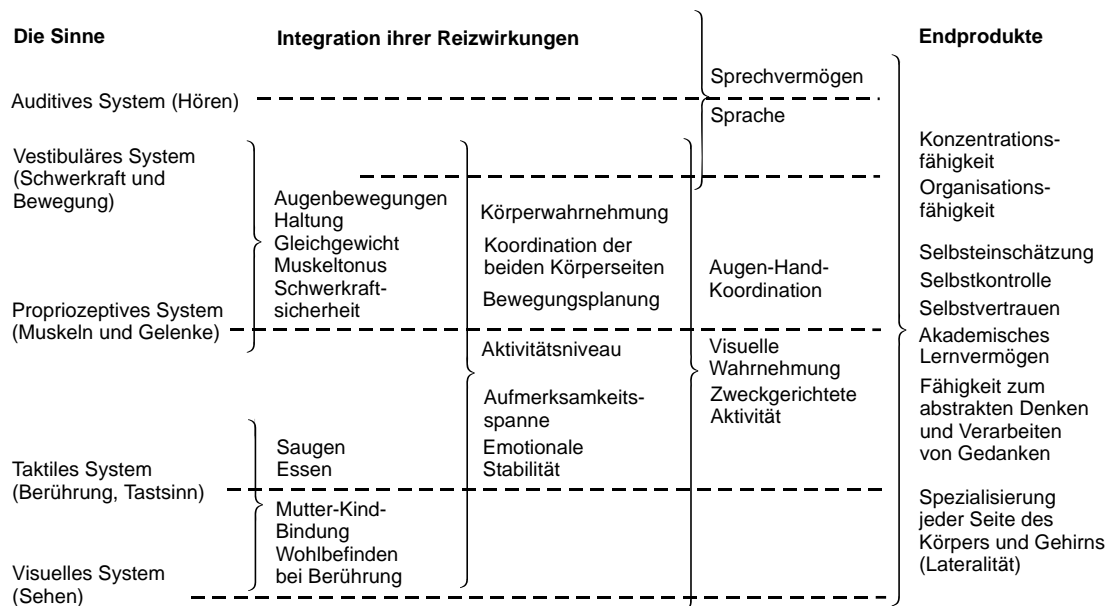 Die Sinne
Integration ihrer Reizwirkungen
Endprodukte
Auditives System (Hören)
Vestibuläres System
(Schwerkraft und
Bewegung)
Propriozeptives System
(Muskeln und Gelenke)
Taktiles System
(Berührung, Tastsinn)
Visuelles System
(Sehen)
Augenbewegungen
Haltung
Gleichgewicht
Muskeltonus
Schwerkraft-
sicherheit
Saugen
Essen
Mutter-Kind-
Bindung
Wohlbefinden
bei Berührung
Körperwahrnehmung
Koordination der
beiden Körperseiten
Bewegungsplanung
Aktivitätsniveau
Aufmerksamkeits-
spanne
Emotionale
Stabilität
Sprechvermögen
Sprache
Augen-Hand-
Koordination
Visuelle
Wahrnehmung
Zweckgerichtete
Aktivität
Konzentrations-
fähigkeit
Organisations-
fähigkeit
Selbsteinschätzung
Selbstkontrolle
Selbstvertrauen
Akademisches
Lernvermögen
Fähigkeit zum
abstrakten Denken
und Verarbeiten
von Gedanken
Spezialisierung
jeder Seite des
Körpers und Gehirns
(Lateralität)